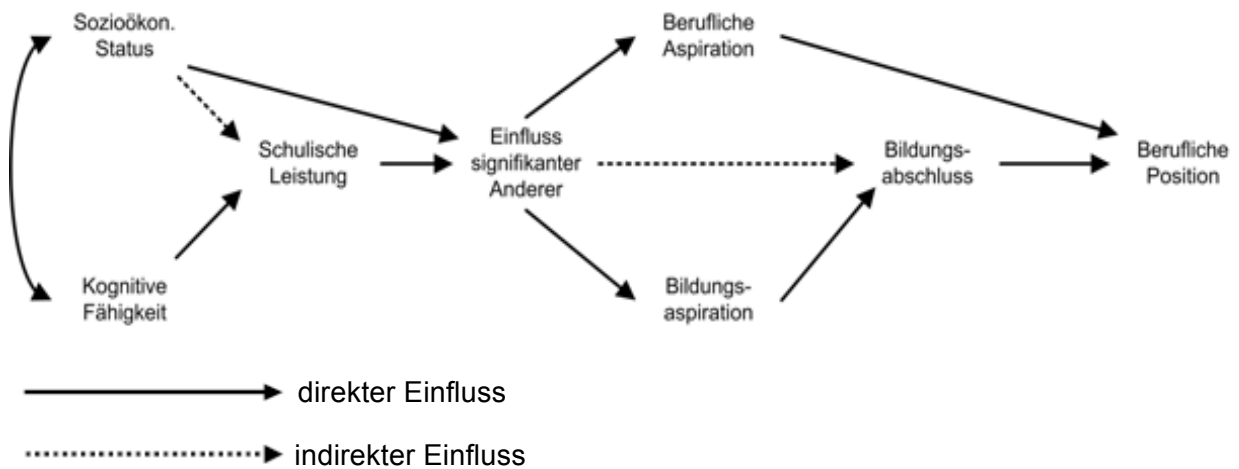 Sozioökon.
Status
Berufliche
Aspiration
Schulische
Leistung
Einfluss
signifikanter
Anderer
Bildungs-
abschluss
Berufliche
Position
Kognitive
Fähigkeit
Bildungs-
aspiration
direkter Einfluss
indirekter Einfluss